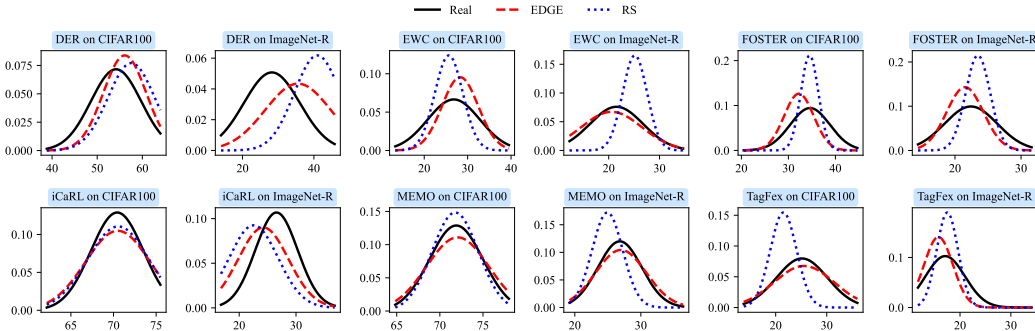 Real EDGE RS
DER on CIFAR100 DER on ImageNet-R EWC on CIFAR100 EWC on ImageNet-R FOSTER on CIFAR100 FOSTER on ImageNet-R
0.075 0.050 0.025 0.000
40 50 60
0.06 0.04 0.02 0.00
20 30 40
0.10 0.05 0.00
20 30 40
0.15 0.10 0.05 0.00
20 30
0.2 0.1 0.0
20 30 40
0.2 0.1 0.0
20 30
iCaRL on CIFAR100 iCaRL on ImageNet-R MEMO on CIFAR100 MEMO on ImageNet-R TagFex on CIFAR100 TagFex on ImageNet-R
0.10 0.05 0.00
65 70 75
0.10 0.05 0.00
20 30
0.15 0.10 0.05 0.00
65 70 75
0.15 0.10 0.05 0.00
20 30
0.15 0.10 0.05 0.00
20 30
0.2 0.1 0.0
20 30